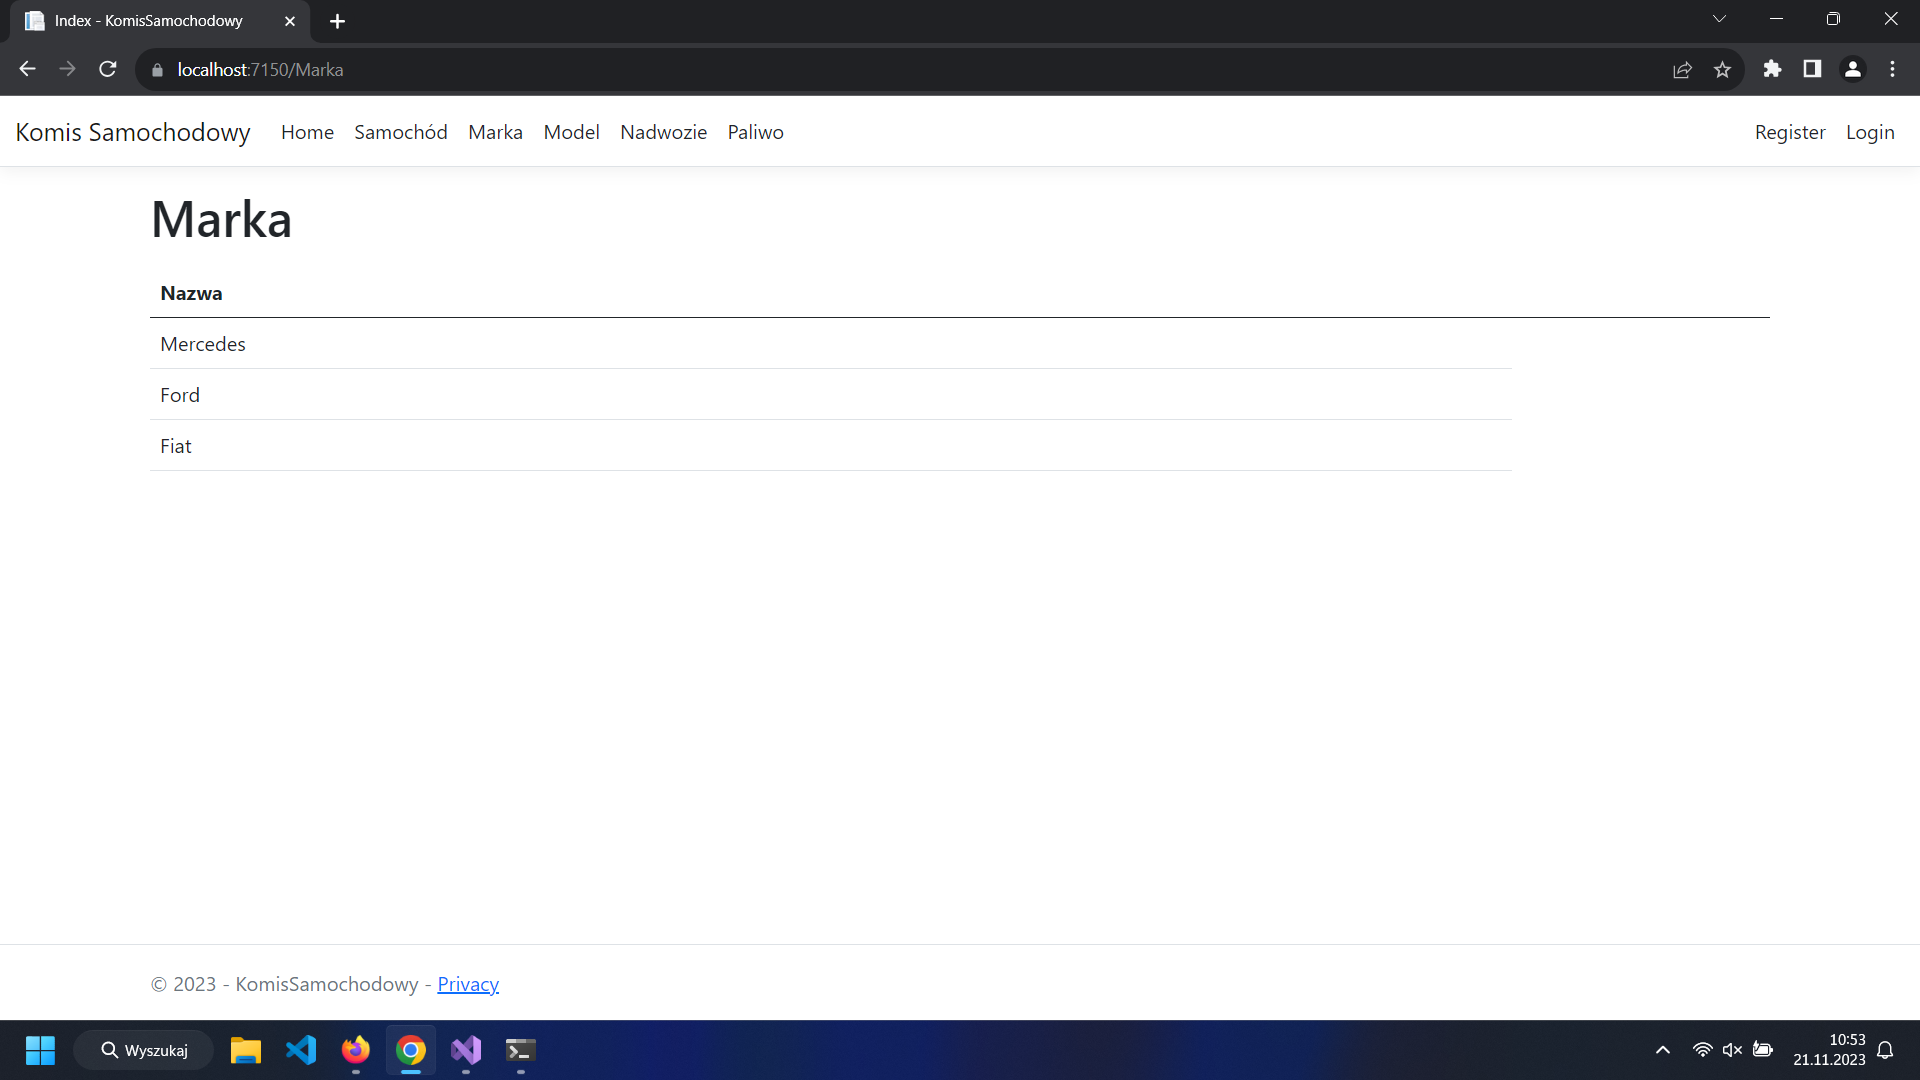 Index - KomisSamochodowy
localhost:7150/Marka
Komis Samochodowy Home Samochód Marka Model Nadwozie Paliwo Register Login
Marka
Nazwa
Mercedes
Ford
Fiat
© 2023 - KomisSamochodowy - Privacy
Wyszukaj
10:53
21.11.2023